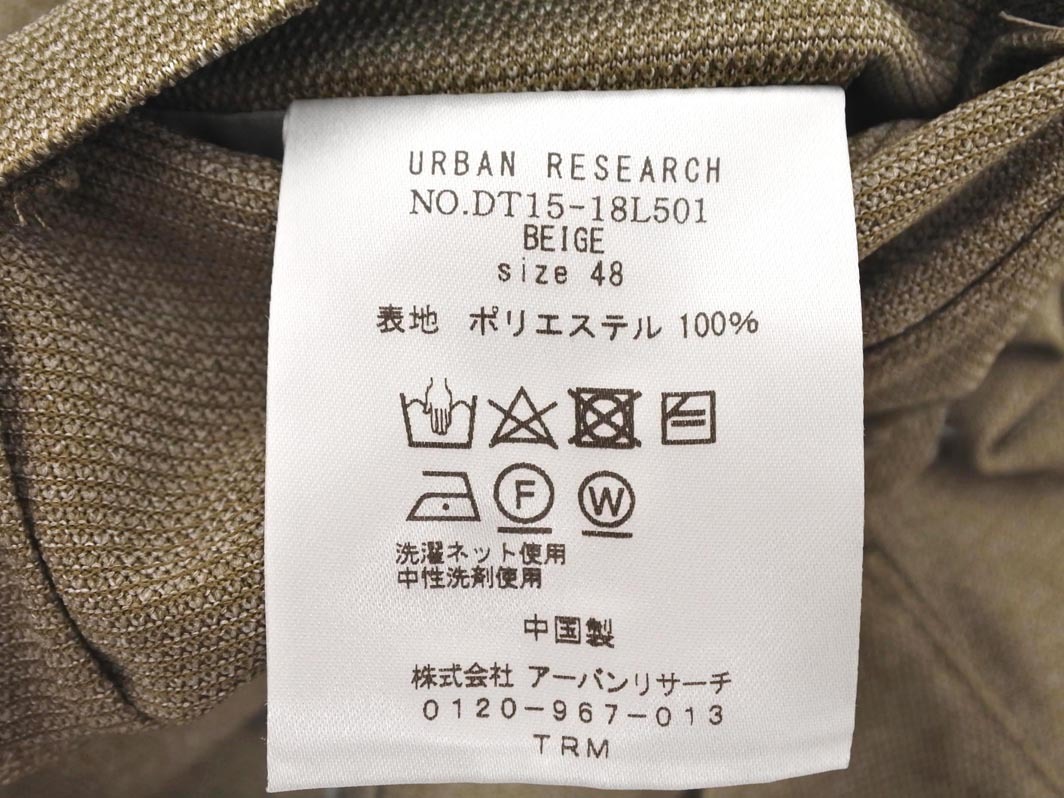 URBAN RESEARCH
NO.DT15-18L501
BEIGE
size 48
表地 ポリエステル 100%
F W
洗濯ネット使用
中性洗剤使用
中国製
株式会社 アーバンリサーチ
0120-967-013
TRM